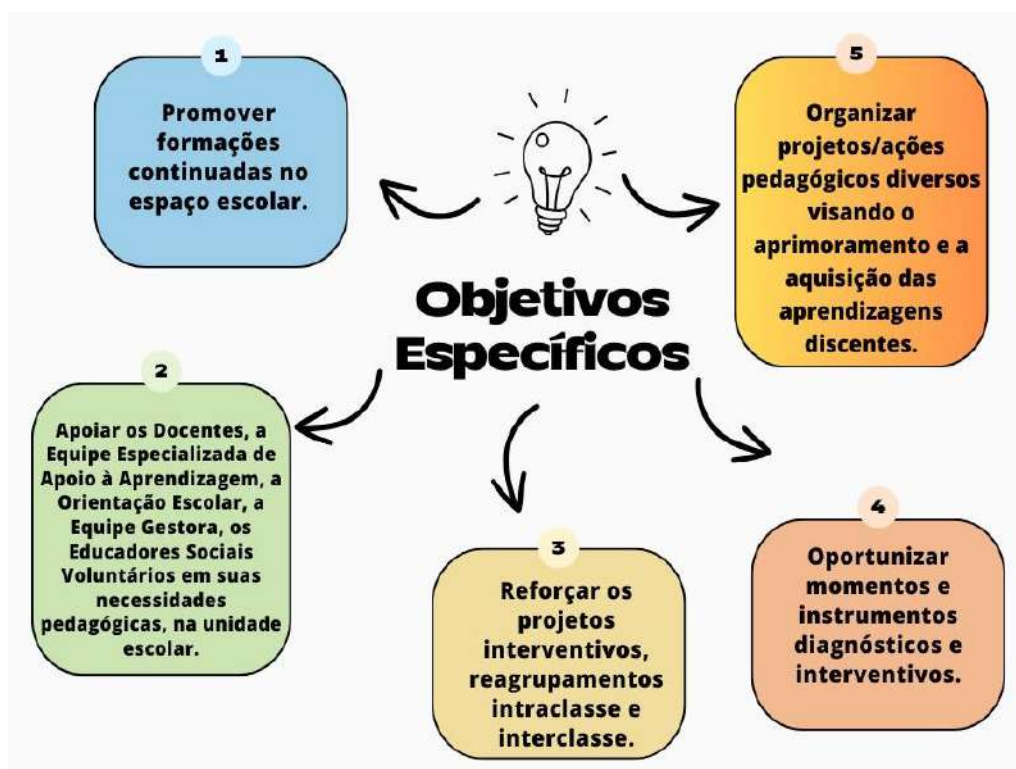 Objetivos
Específicos
1
Promover
formações
continuadas no
espaço escolar.
2
Apoiar os Docentes, a
Equipe Especializada de
Apoio à Aprendizagem, a
Orientação Escolar, a
Equipe Gestora, os
Educadores Sociais
Voluntários em suas
necessidades
pedagógicas, na unidade
escolar.
3
Reforçar os
projetos
interventivos,
reagrupamentos
intraclasse e
interclasse.
4
Oportunizar
momentos e
instrumentos
diagnósticos e
interventivos.
5
Organizar
projetos/ações
pedagógicos diversos
visando o
aprimoramento e a
aquisição das
aprendizagens
discentes.